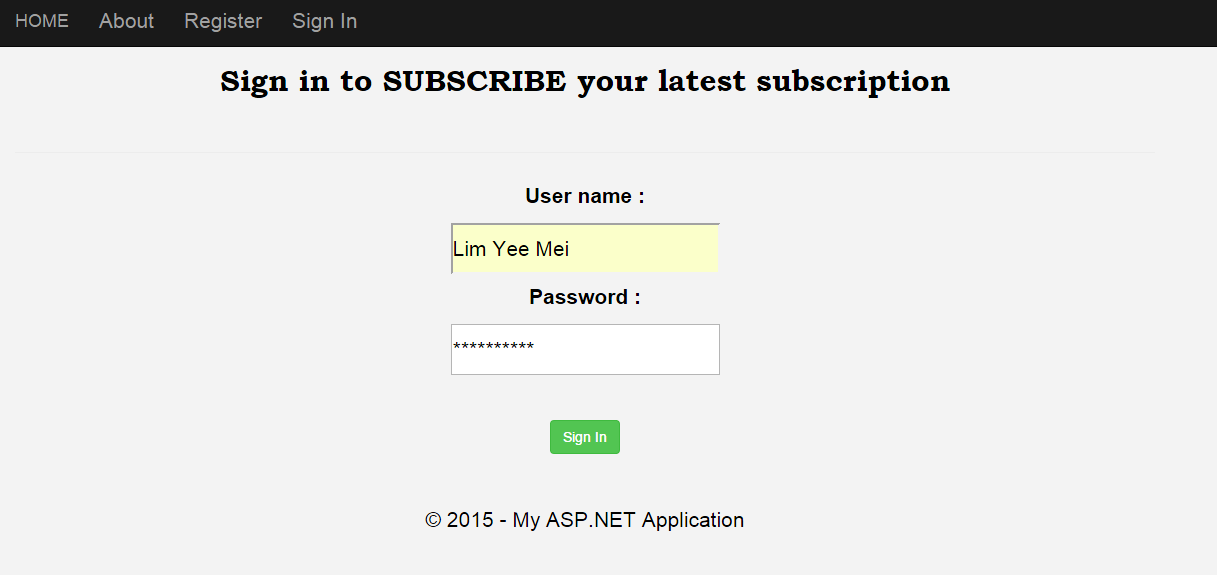 HOME About Register Sign In
Sign in to SUBSCRIBE your latest subscription
User name :
Lim Yee Mei
Password :
**********
Sign In
© 2015 - My ASP.NET Application